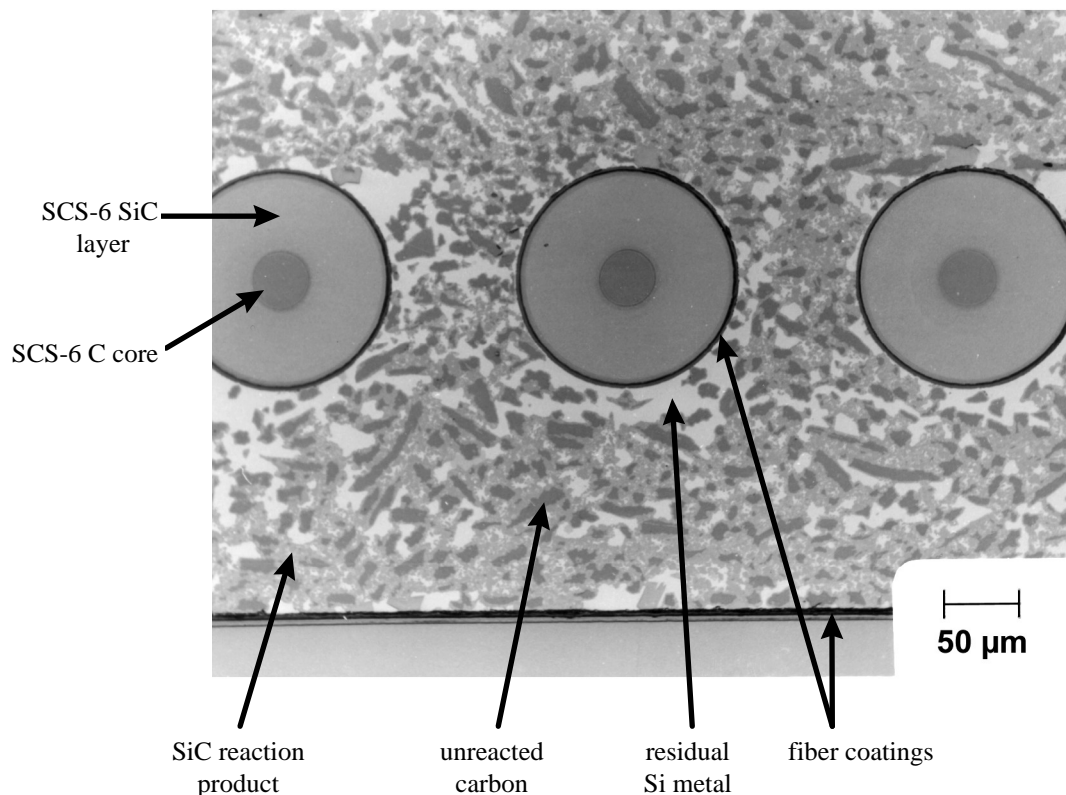 SCS-6 SiC
layer
SCS-6 C core
50 µm
SiC reaction
product
unreacted
carbon
residual
Si metal
fiber coatings